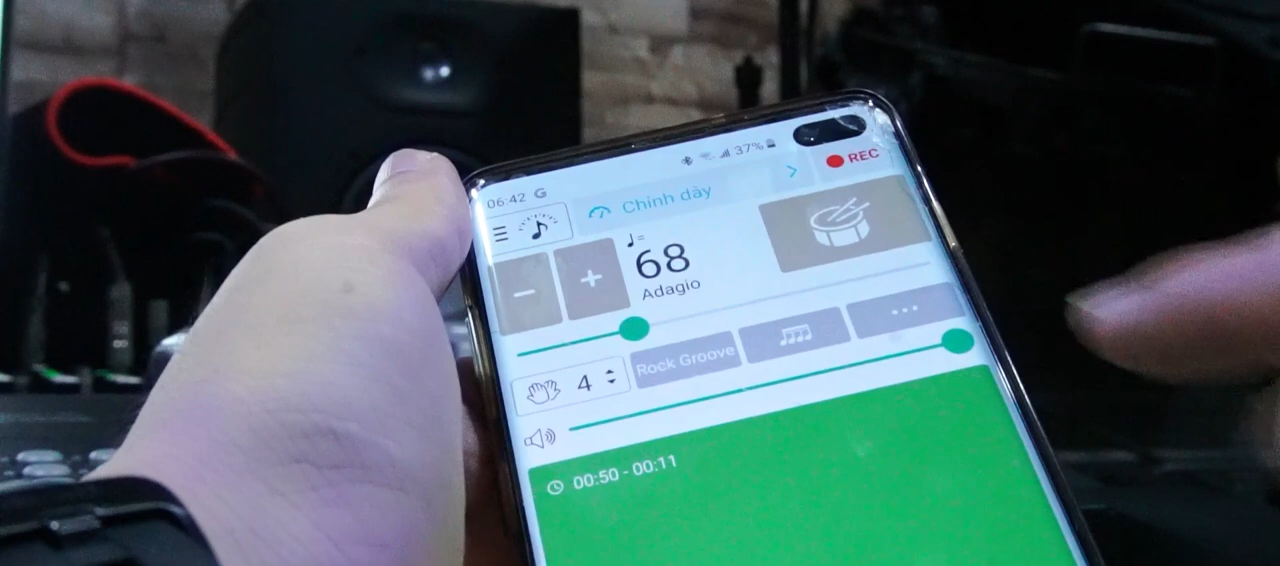 06:42 G 37%
Chỉnh dây
REC
- +
♩=
68
Adagio
4
Rock Groove
...
00:50 - 00:11